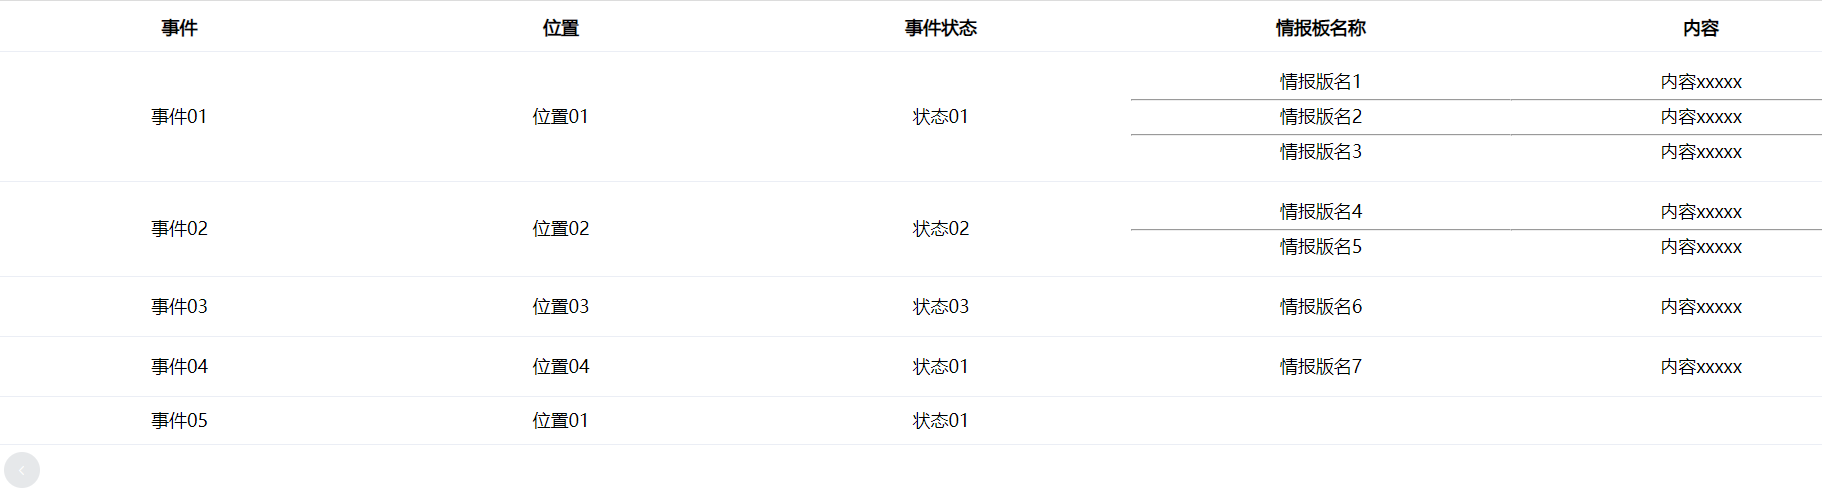 事件 位置 事件状态 情报板名称 内容
情报版名1 内容xxxxx
事件01 位置01 状态01 情报版名2 内容xxxxx
情报版名3 内容xxxxx
情报版名4 内容xxxxx
事件02 位置02 状态02
情报版名5 内容xxxxx
事件03 位置03 状态03 情报版名6 内容xxxxx
事件04 位置04 状态01 情报版名7 内容xxxxx
事件05 位置01 状态01